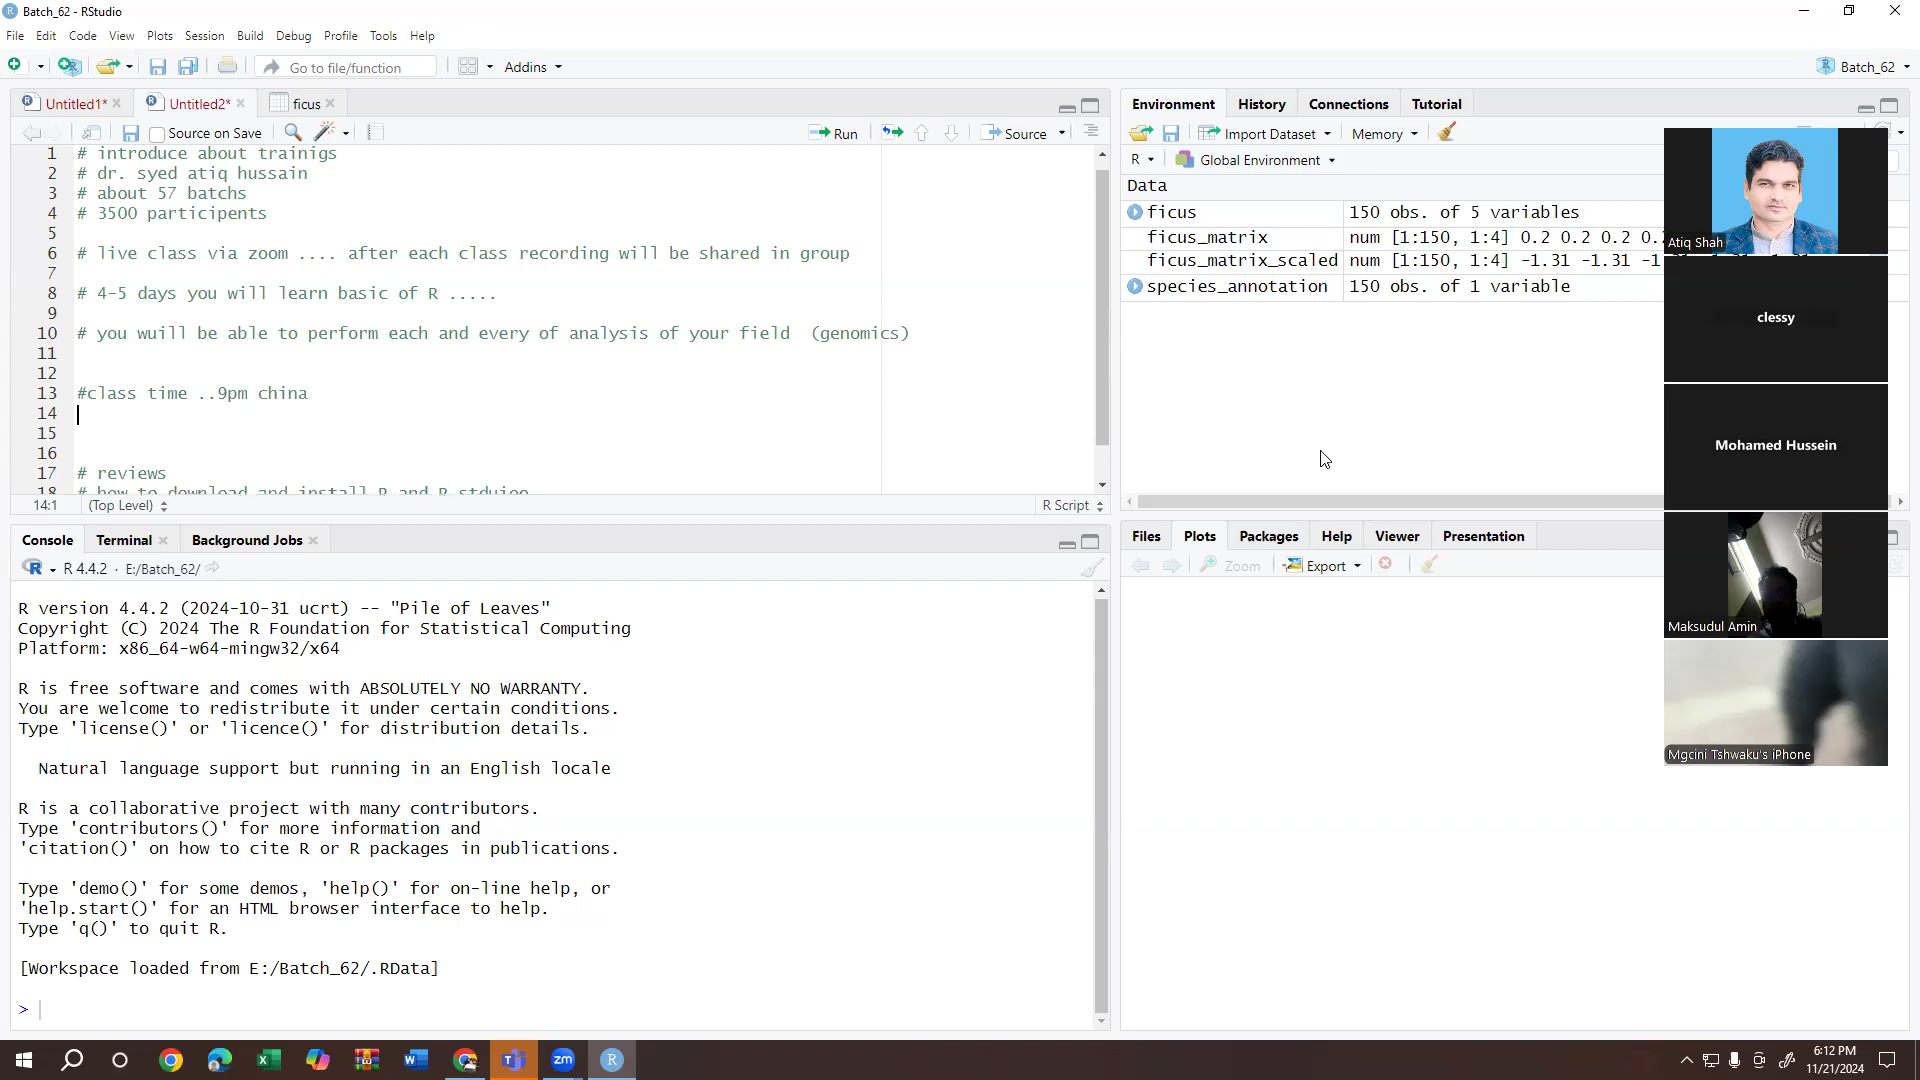 Batch_62 - RStudio
File Edit Code View Plots Session Build Debug Profile Tools Help
Go to file/function Addins Batch_62
Untitled1* Untitled2* ficus
Source on Save Run Source
1 # introduce about trainigs
2 # dr. syed atiq hussain
3 # about 57 batchs
4 # 3500 participents
5
6 # live class via zoom .... after each class recording will be shared in group
7
8 # 4-5 days you will learn basic of R .....
9
10 # you wuill be able to perform each and every of analysis of your field  (genomics)
11
12
13 #class time ..9pm china
14
15
16
17 # reviews
18 # how to download and install R and R stduioo
14:1 (Top Level) R Script
Console Terminal Background Jobs
R 4.4.2 · E:/Batch_62/
R version 4.4.2 (2024-10-31 ucrt) -- "Pile of Leaves"
Copyright (C) 2024 The R Foundation for Statistical Computing
Platform: x86_64-w64-mingw32/x64
R is free software and comes with ABSOLUTELY NO WARRANTY.
You are welcome to redistribute it under certain conditions.
Type 'license()' or 'licence()' for distribution details.
Natural language support but running in an English locale
R is a collaborative project with many contributors.
Type 'contributors()' for more information and
'citation()' on how to cite R or R packages in publications.
Type 'demo()' for some demos, 'help()' for on-line help, or
'help.start()' for an HTML browser interface to help.
Type 'q()' to quit R.
[Workspace loaded from E:/Batch_62/.RData]
>
Environment History Connections Tutorial
Import Dataset Memory
R Global Environment
Data
ficus 150 obs. of 5 variables
ficus_matrix num [1:150, 1:4] 0.2 0.2 0.2 0.
ficus_matrix_scaled num [1:150, 1:4] -1.31 -1.31 -1
species_annotation 150 obs. of 1 variable
Files Plots Packages Help Viewer Presentation
Zoom Export
Atiq Shah
clessy
Mohamed Hussein
Maksudul Amin
Mgcini Tshwaku's iPhone
6:12 PM
11/21/2024